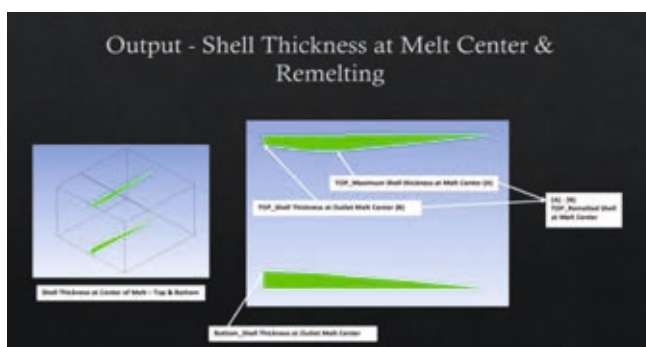 Output - Shell Thickness at Melt Center &
Remelting
TOP_Maximum Shell thickness at Melt Center (A)
TOP_Shell Thickness at Outlet Melt Center (B)
(A) - (B)
TOP_Remelted Shell
at Melt Center
Shell Thickness at Center of Melt – Top & Bottom
Bottom_Shell Thickness at Outlet Melt Center